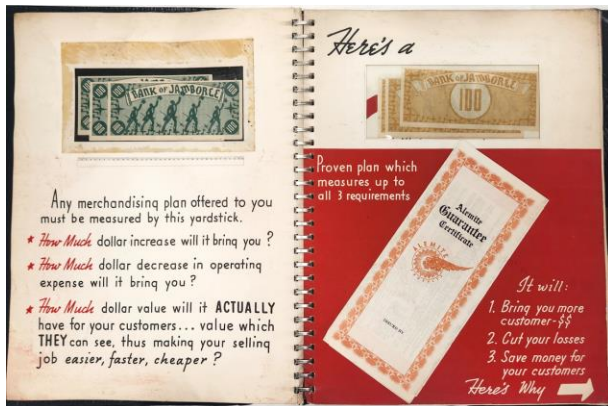 BANK OF JAMBOREE
Any merchandising plan offered to you
must be measured by this yardstick.
★ How Much dollar increase will it bring you ?
★ How Much dollar decrease in operating
expense will it bring you ?
★ How Much dollar value will it ACTUALLY
have for your customers... value which
THEY can see, thus making your selling
job easier, faster, cheaper ?
Here's a
BANK OF JAMBOREE
100
Proven plan which
measures up to
all 3 requirements
Alemite
Guarantee
Certificate
ALEMITE
It will:
1. Bring you more
customer-$$
2. Cut your losses
3. Save money for
your customers
Here's Why